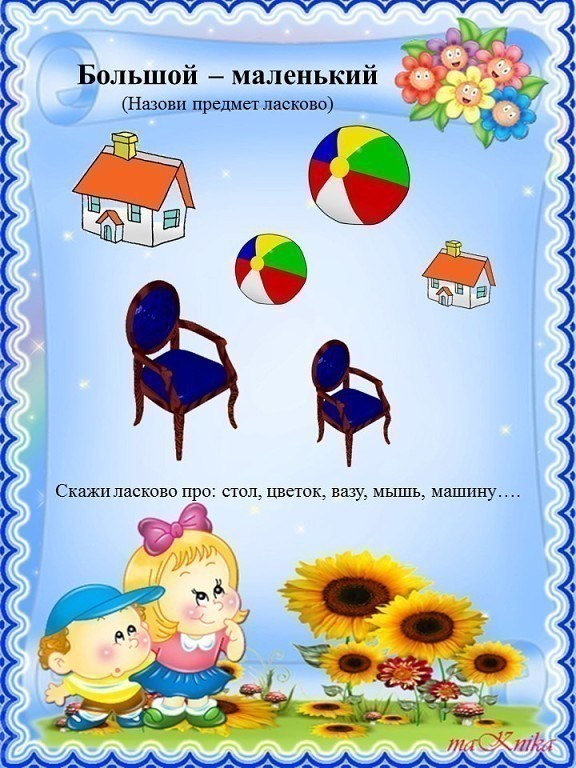 Большой – маленький
(Назови предмет ласково)
Скажи ласково про: стол, цветок, вазу, мышь, машину….
maKnika